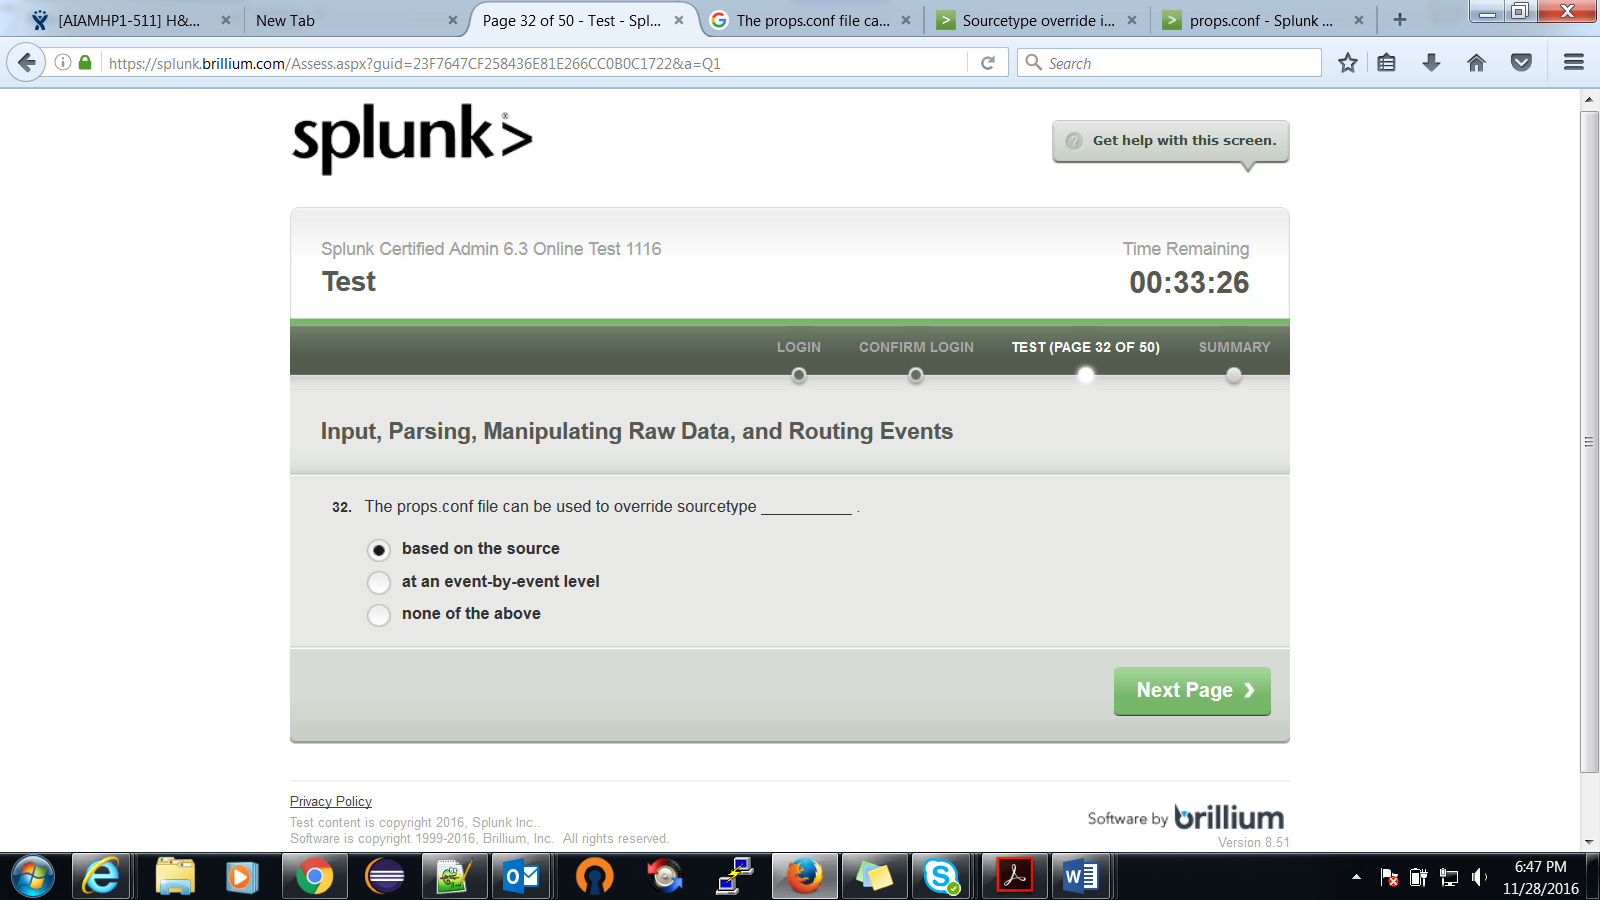 [AIAMHP1-511] H&...
New Tab
Page 32 of 50 - Test - Spl...
The props.conf file ca...
Sourcetype override i...
props.conf - Splunk ...
https://splunk.brillium.com/Assess.aspx?guid=23F7647CF258436E81E266CC0B0C1722&a=Q1
Search
splunk>
Get help with this screen.
Splunk Certified Admin 6.3 Online Test 1116
Time Remaining
Test
00:33:26
LOGIN
CONFIRM LOGIN
TEST (PAGE 32 OF 50)
SUMMARY
Input, Parsing, Manipulating Raw Data, and Routing Events
32. The props.conf file can be used to override sourcetype __________ .
based on the source
at an event-by-event level
none of the above
Next Page
Privacy Policy
Test content is copyright 2016, Splunk Inc..
Software is copyright 1999-2016, Brillium, Inc. All rights reserved.
Software by brillium
Version 8.51
6:47 PM
11/28/2016